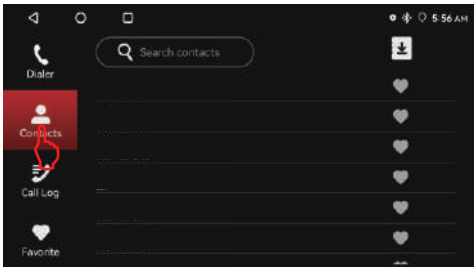 5:56 AM
Search contacts
Dialer
Contacts
Call Log
Favorite